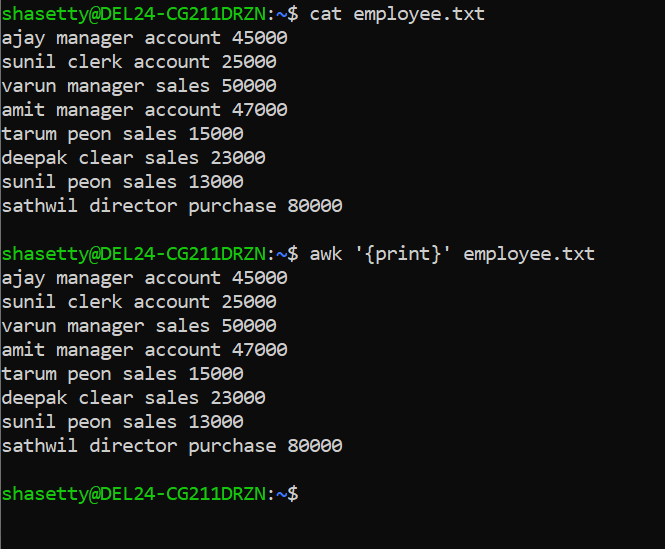 shasetty@DEL24-CG211DRZN:~$ cat employee.txt
ajay manager account 45000
sunil clerk account 25000
varun manager sales 50000
amit manager account 47000
tarum peon sales 15000
deepak clear sales 23000
sunil peon sales 13000
sathwil director purchase 80000
shasetty@DEL24-CG211DRZN:~$ awk '{print}' employee.txt
ajay manager account 45000
sunil clerk account 25000
varun manager sales 50000
amit manager account 47000
tarum peon sales 15000
deepak clear sales 23000
sunil peon sales 13000
sathwil director purchase 80000
shasetty@DEL24-CG211DRZN:~$